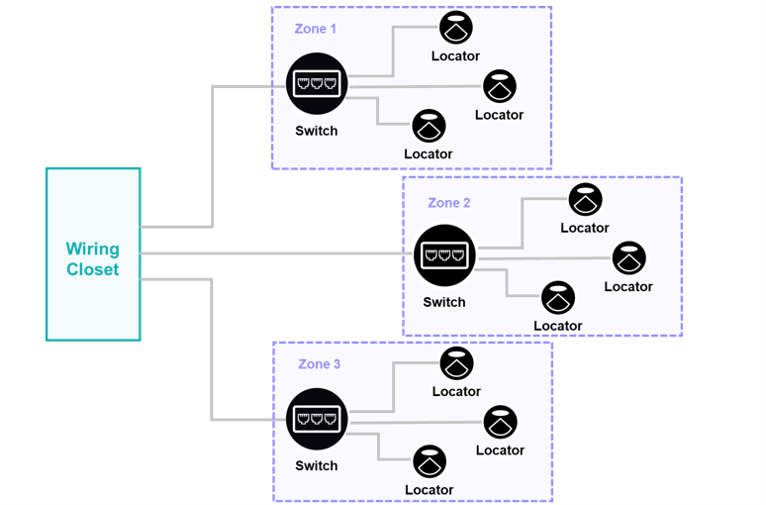 Zone 1
Locator
Locator
Switch
Locator
Zone 2
Locator
Wiring
Closet
Locator
Switch
Locator
Zone 3
Locator
Locator
Switch
Locator